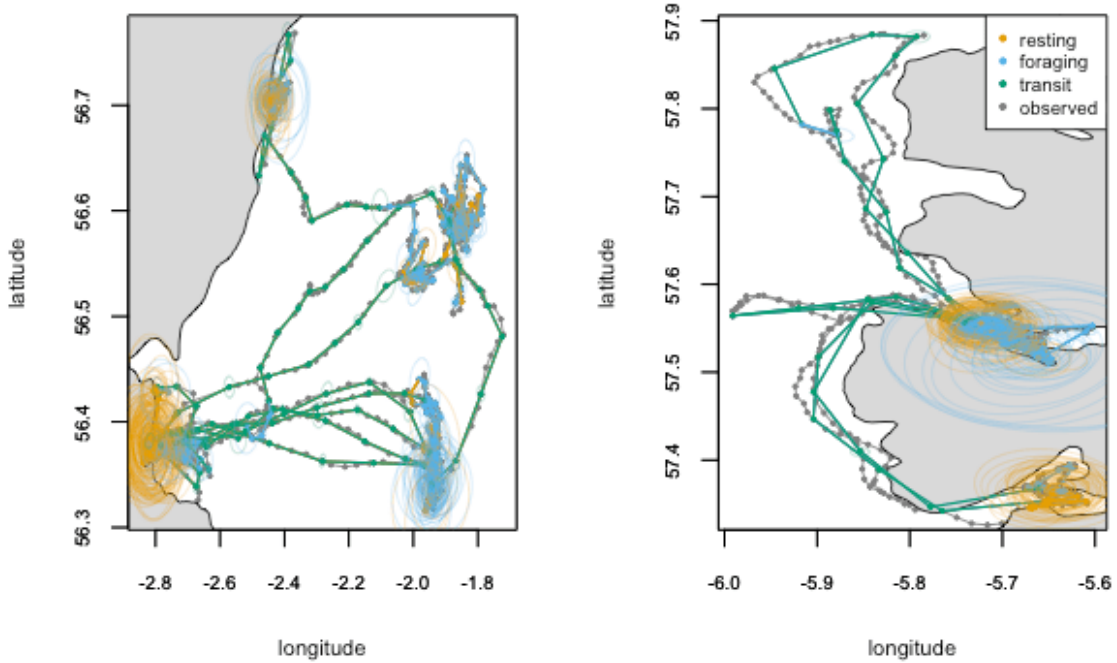 latitude
56.7
56.6
56.5
56.4
56.3
-2.8
-2.6
-2.4
-2.2
-2.0
-1.8
longitude
latitude
57.9
57.8
57.7
57.6
57.5
57.4
-6.0
-5.9
-5.8
-5.7
-5.6
longitude
resting
foraging
transit
observed